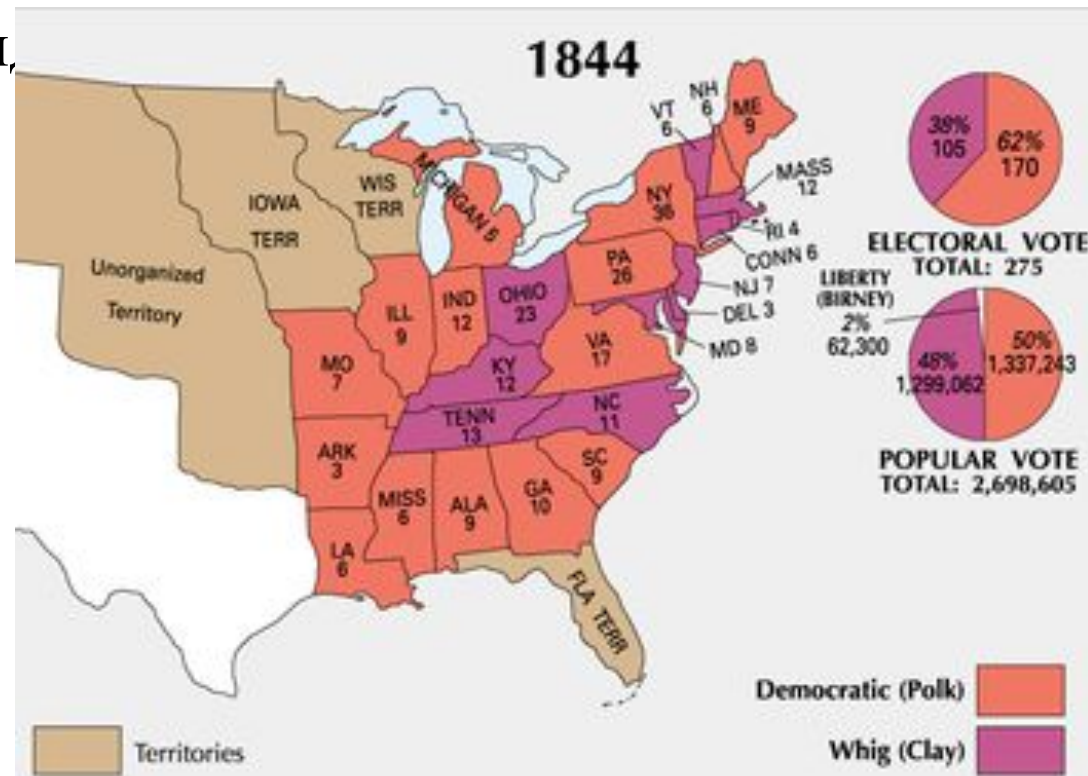 1844
VT
6
NH
6
ME
9
MASS
12
NY
36
RI 4
CONN 6
NJ 7
DEL 3
MD 8
PA
26
MICHIGAN 5
WIS
TERR
IOWA
TERR
Unorganized
Territory
ILL
9
IND
12
OHIO
23
VA
17
MO
7
KY
12
TENN
13
NC
11
ARK
3
SC
9
MISS
6
ALA
9
GA
10
LA
6
FLA TERR
38%
105
62%
170
ELECTORAL VOTE
TOTAL: 275
LIBERTY
(BIRNEY)
2%
62,300
48%
1,299,062
50%
1,337,243
POPULAR VOTE
TOTAL: 2,698,605
Democratic (Polk)
Whig (Clay)
Territories